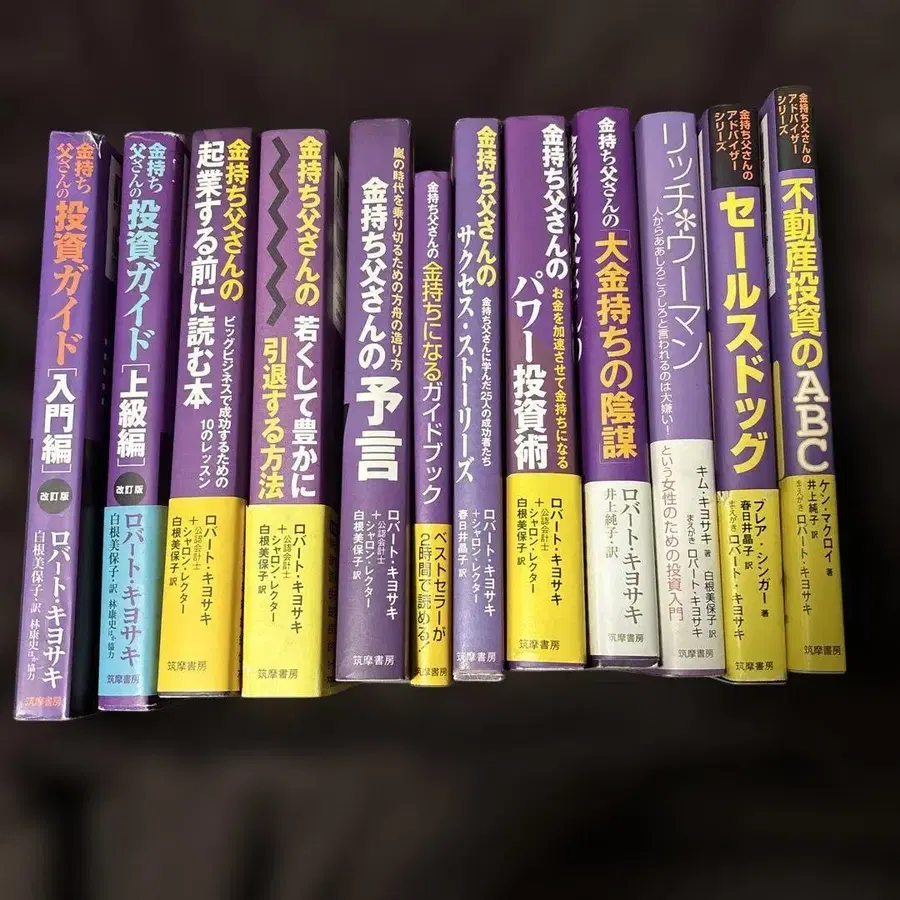 金持ち父さんの投資ガイド[入門編]
改訂版
ロバート・キヨサキ
白根美保子・訳 林康史ほか・協力
筑摩書房
金持ち父さんの投資ガイド[上級編]
改訂版
ロバート・キヨサキ
白根美保子・訳 林康史ほか・協力
筑摩書房
金持ち父さんの
起業する前に読む本
ビッグビジネスで成功するための
10のレッスン
ロバート・キヨサキ
+公認会計士
シャロン・レクター
白根美保子 訳
筑摩書房
金持ち父さんの
若くして豊かに
引退する方法
ロバート・キヨサキ
+公認会計士
シャロン・レクター
白根美保子 訳
筑摩書房
嵐の時代を乗り切るための方舟の造り方
金持ち父さんの予言
ロバート・キヨサキ
+公認会計士
シャロン・レクター
白根美保子 訳
筑摩書房
金持ち父さんの
金持ちになるガイドブック
ベストセラーが
2時間で読める!
筑摩書房
金持ち父さんの
サクセス・ストーリーズ
金持ち父さんに学んだ25人の成功者たち
ロバート・キヨサキ
+シャロン・レクター
春日井晶子 訳
筑摩書房
金持ち父さんの
パワー投資術
お金を加速させて金持ちになる
ロバート・キヨサキ
+公認会計士
シャロン・レクター
白根美保子 訳
筑摩書房
金持ち父さんの
「大金持ちの陰謀」
ロバート・キヨサキ
井上純子・訳
筑摩書房
リッチ*ウーマン
人からああしろこうしろと言われるのは大嫌い!
という女性のための投資入門
キム・キヨサキ 著
まえがき ロバート・キヨサキ
白根美保子 訳
筑摩書房
金持ち父さんの
アドバイザー
シリーズ
セールスドッグ
ブレア・シンガー 著
春日井晶子 訳
まえがき ロバート・キヨサキ
筑摩書房
金持ち父さんの
アドバイザー
シリーズ
不動産投資のABC
ケン・マクロイ 著
井上純子 訳
まえがき ロバート・キヨサキ
筑摩書房